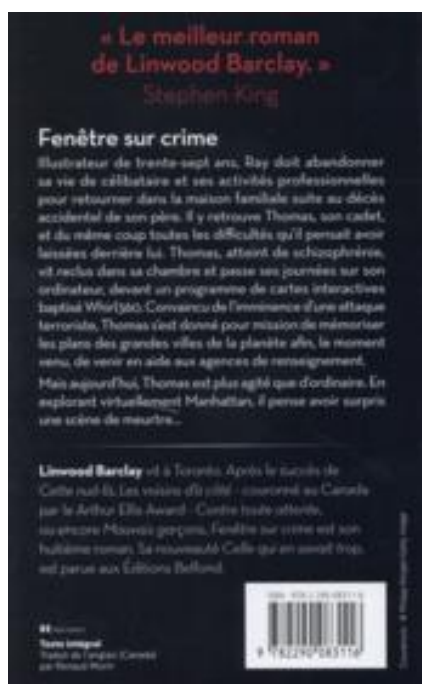 « Le meilleur roman
de Linwood Barclay. »
Stephen King
Fenêtre sur crime
Illustrateur de trente-sept ans, Ray doit abandonner
sa vie de célibataire et ses activités professionnelles
pour retourner dans la maison familiale suite au décès
accidentel de son père. Il y retrouve Thomas, son cadet,
et du même coup toutes les difficultés qu'il pensait avoir
laissées derrière lui. Thomas, atteint de schizophrénie,
vit reclus dans sa chambre et passe ses journées sur son
ordinateur, devant un programme de cartes interactives
baptisé Whirl360. Convaincu de l'imminence d'une attaque
terroriste, Thomas s'est donné pour mission de mémoriser
les plans des grandes villes de la planète afin, le moment
venu, de venir en aide aux agences de renseignement.
Mais aujourd'hui, Thomas est plus agité que d'ordinaire. En
explorant virtuellement Manhattan, il pense avoir surpris
une scène de meurtre...
Linwood Barclay vit à Toronto. Après le succès de
Cette nuit-là, Les voisins d'à côté - couronné au Canada
par le Arthur Ellis Award - Contre toute attente,
ou encore Mauvais garçons, Fenêtre sur crime est son
huitième roman. Sa nouveauté Celle qui en savait trop,
est parue aux Éditions Belfond.
Texte intégral
Traduit de l'anglais (Canada)
par Renaud Morin
9 782290 083116